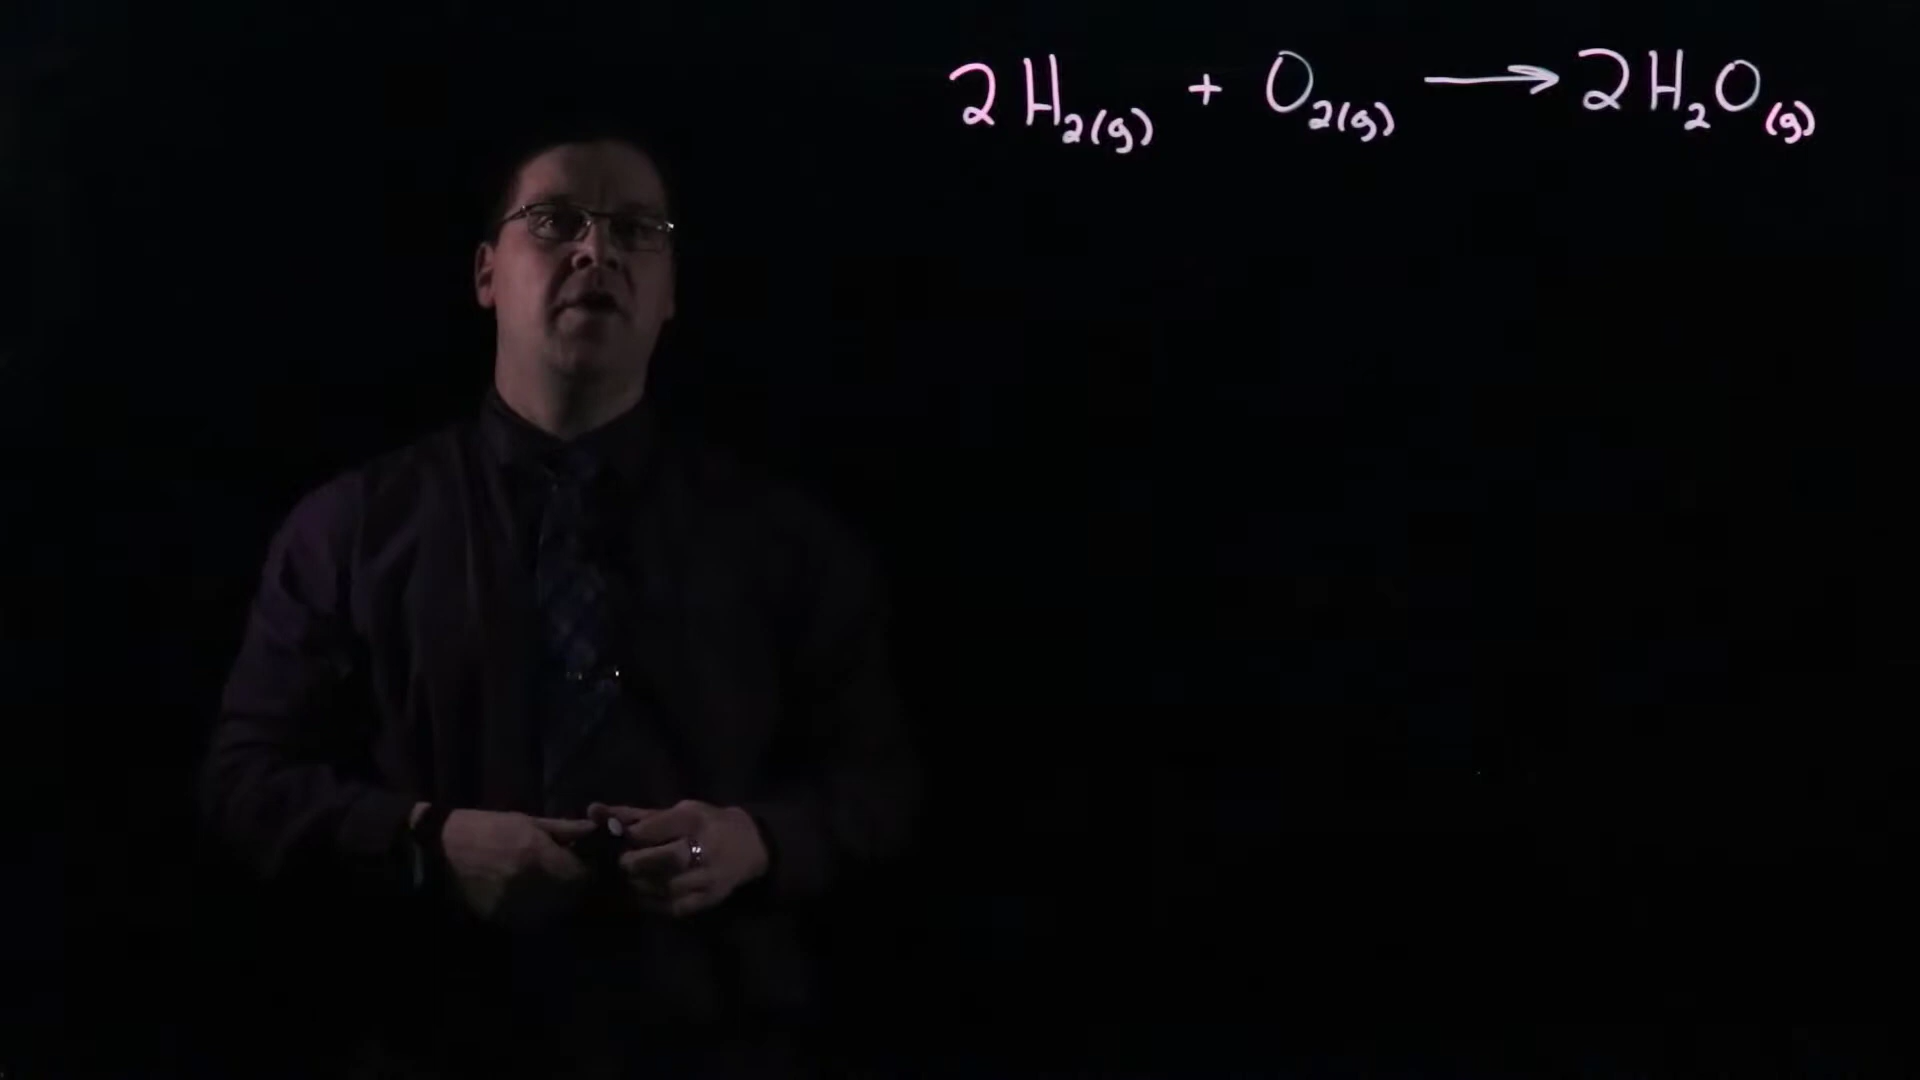 2H₂(g) + O₂(g) → 2H₂O(g)